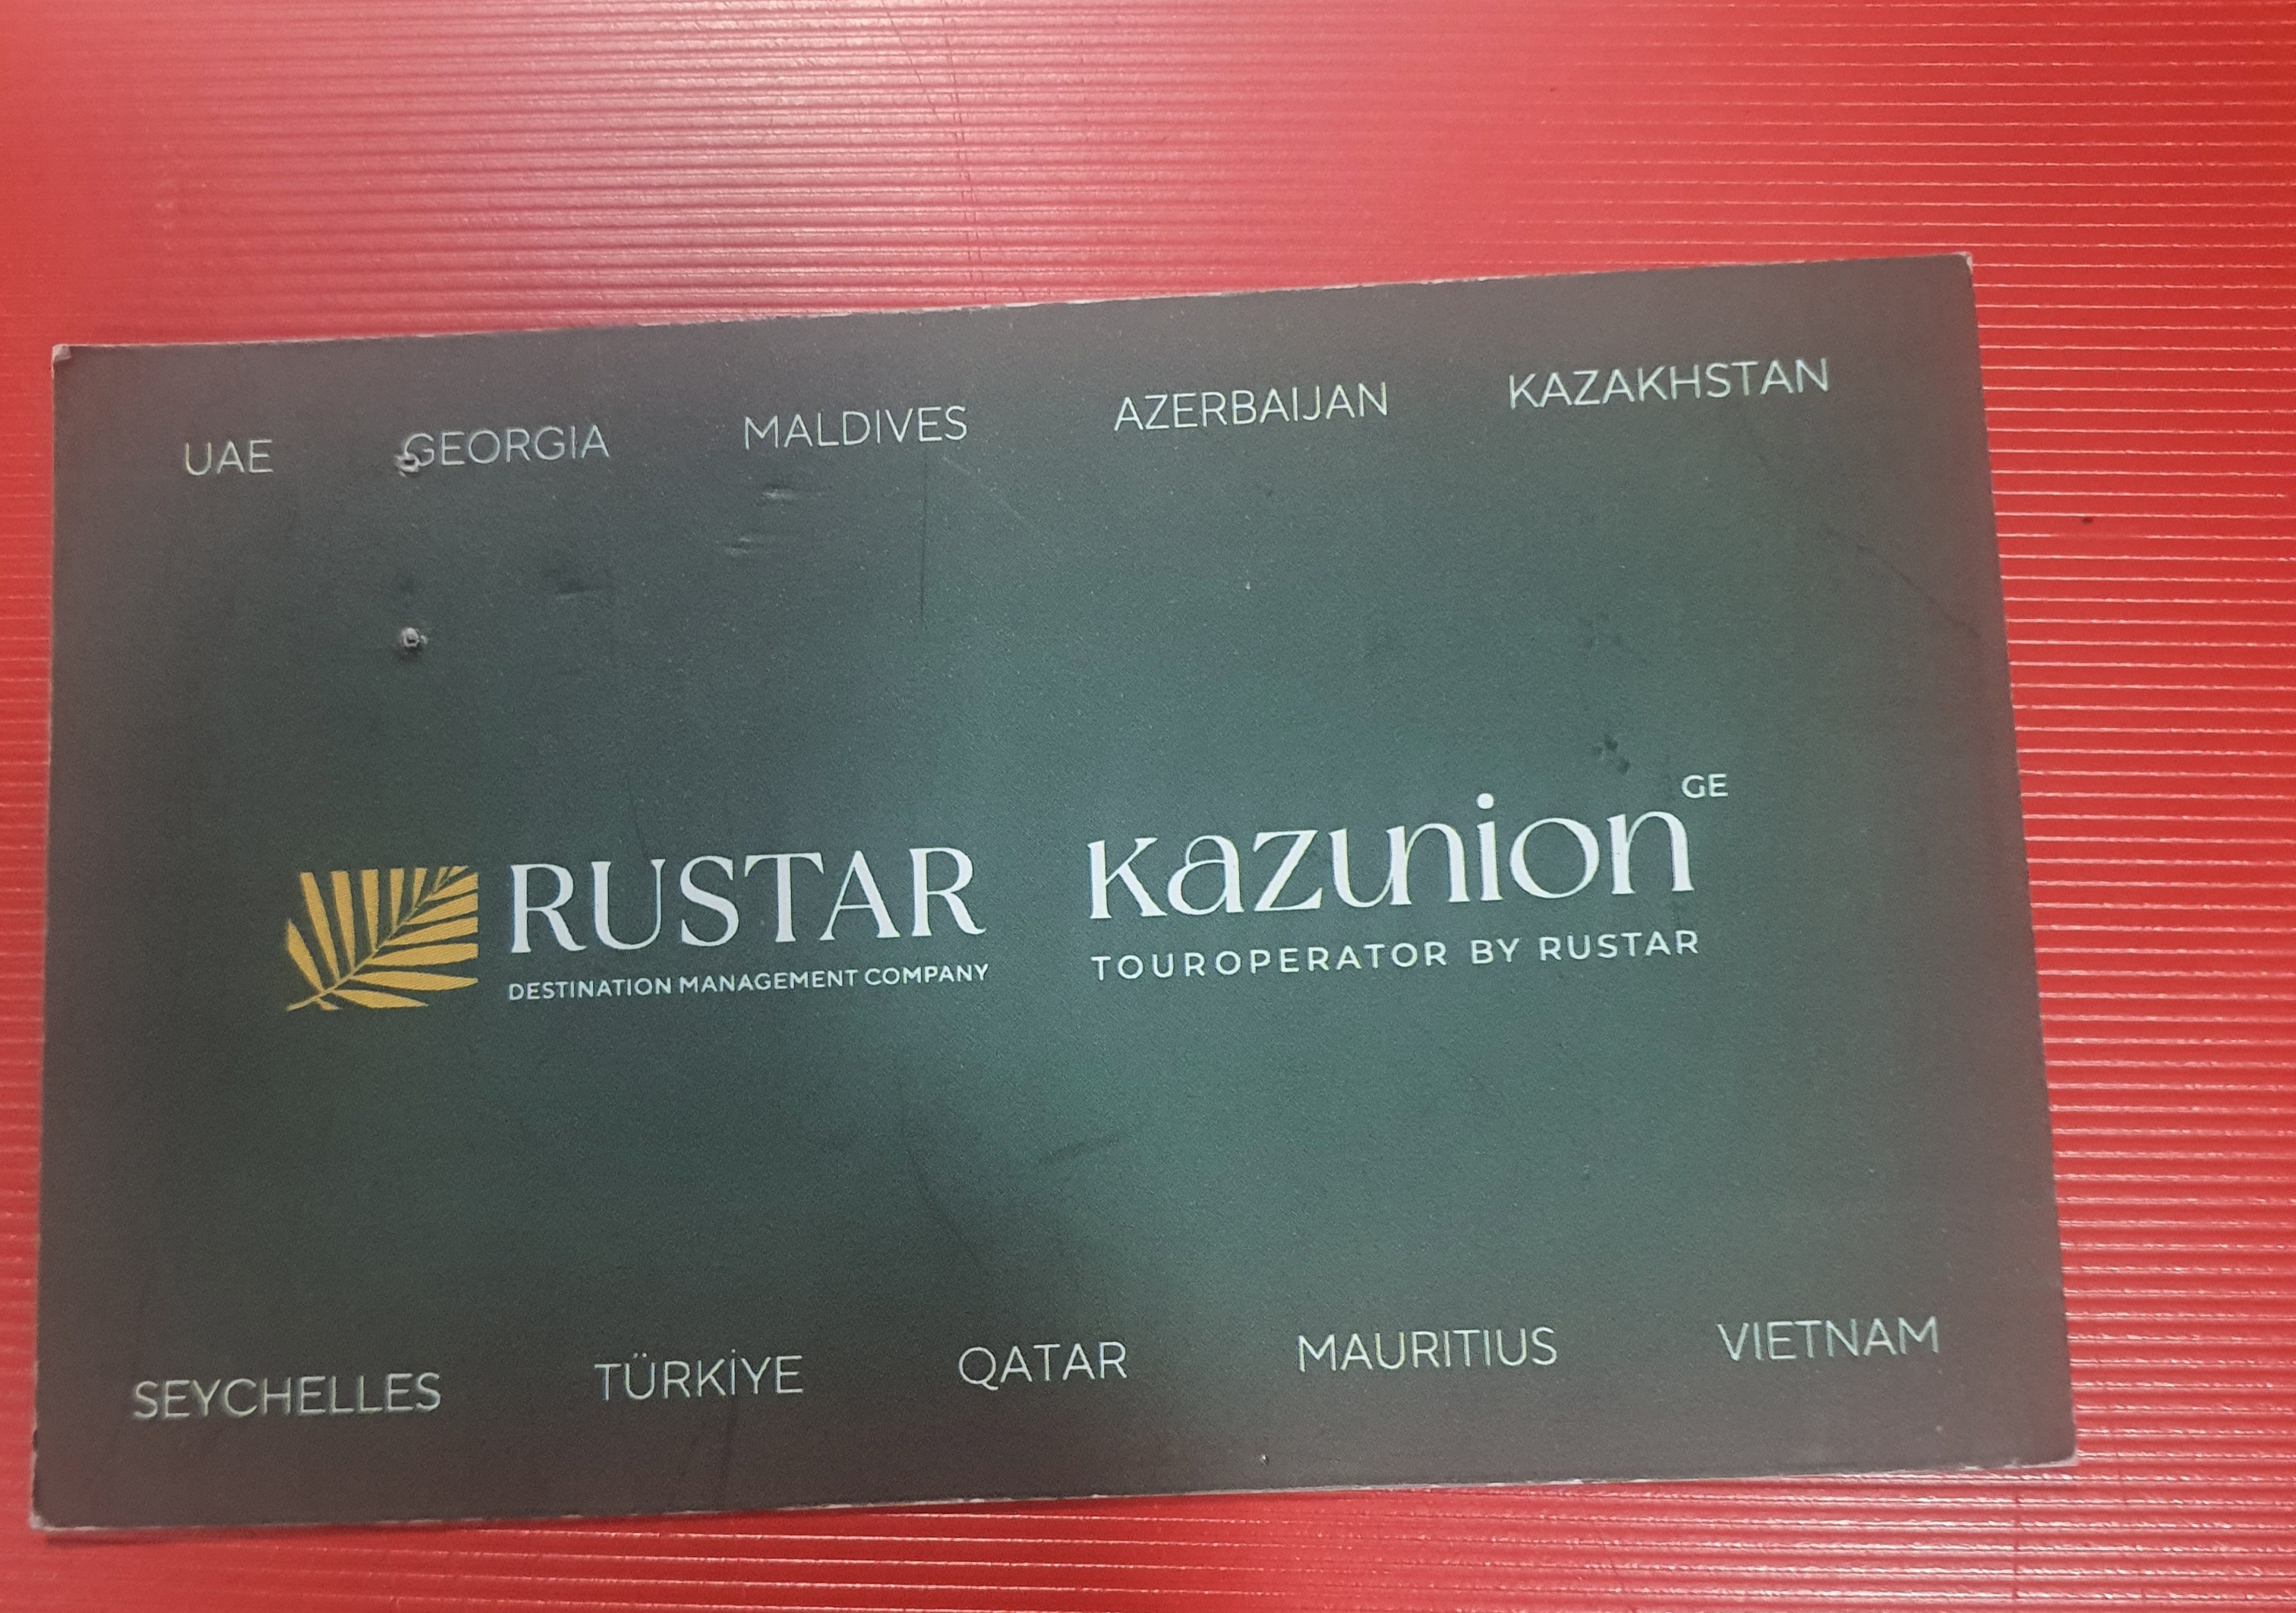 UAE GEORGIA MALDIVES AZERBAIJAN KAZAKHSTAN
RUSTAR
DESTINATION MANAGEMENT COMPANY
Kazunion GE
TOUROPERATOR BY RUSTAR
SEYCHELLES TÜRKİYE QATAR MAURITIUS VIETNAM